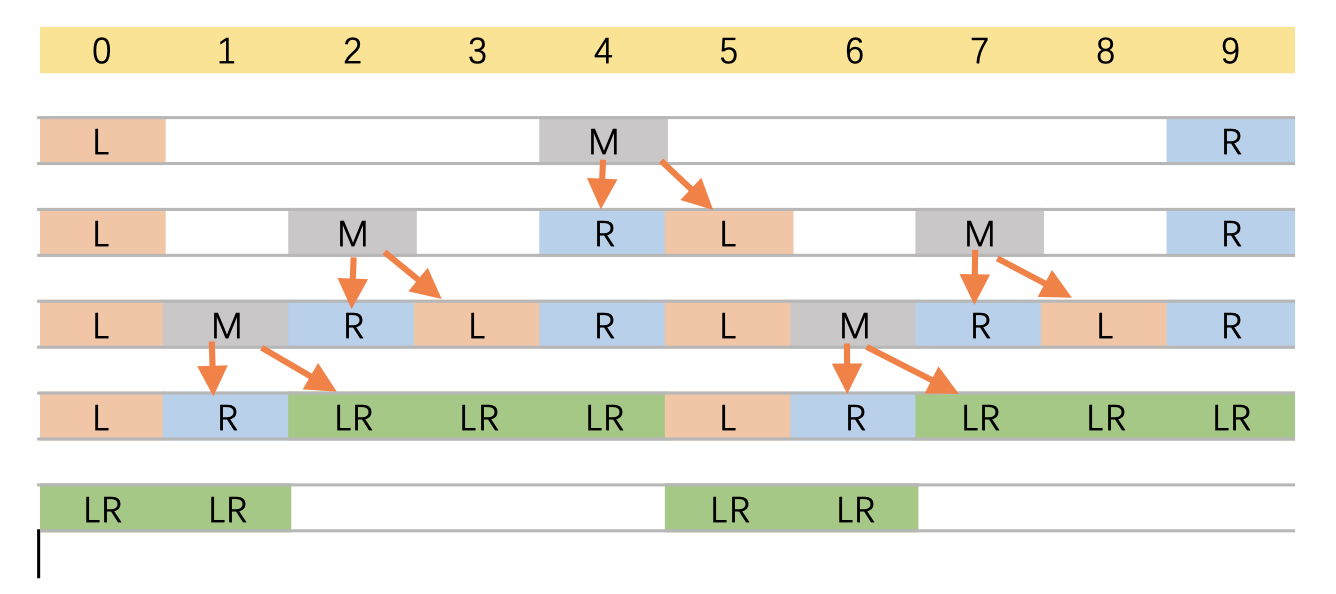 0 1 2 3 4 5 6 7 8 9
L M R
L M R L M R
L M R L R L M R L R
L R LR LR LR L R LR LR LR
LR LR LR LR